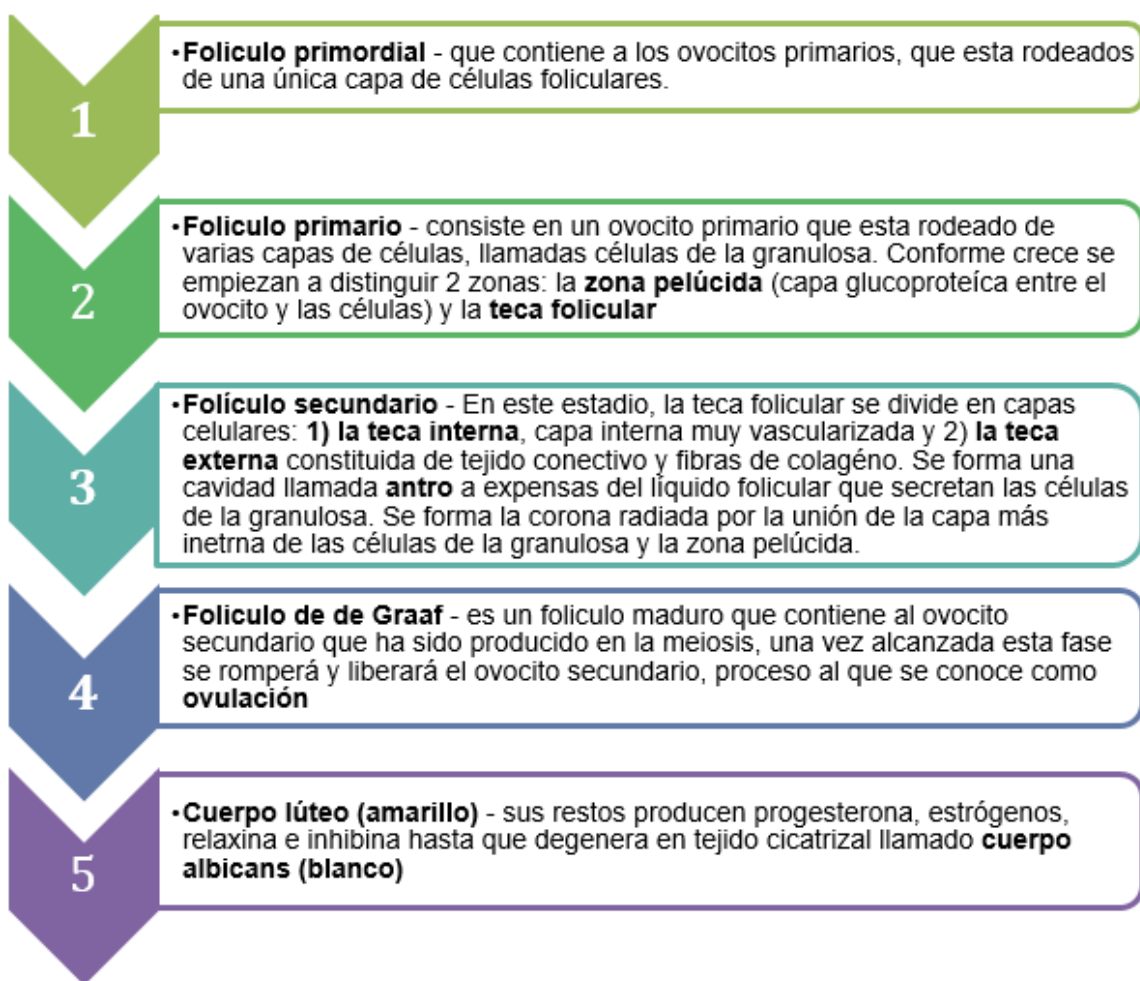 1
•Foliculo primordial - que contiene a los ovocitos primarios, que esta rodeados
de una única capa de células foliculares.
2
•Foliculo primario - consiste en un ovocito primario que esta rodeado de
varias capas de células, llamadas células de la granulosa. Conforme crece se
empiezan a distinguir 2 zonas: la zona pelúcida (capa glucoproteíca entre el
ovocito y las células) y la teca folicular
3
•Folículo secundario - En este estadio, la teca folicular se divide en capas
celulares: 1) la teca interna, capa interna muy vascularizada y 2) la teca
externa constituida de tejido conectivo y fibras de colagéno. Se forma una
cavidad llamada antro a expensas del líquido folicular que secretan las células
de la granulosa. Se forma la corona radiada por la unión de la capa más
inetrna de las células de la granulosa y la zona pelúcida.
4
•Foliculo de de Graaf - es un foliculo maduro que contiene al ovocito
secundario que ha sido producido en la meiosis, una vez alcanzada esta fase
se romperá y liberará el ovocito secundario, proceso al que se conoce como
ovulación
5
•Cuerpo lúteo (amarillo) - sus restos producen progesterona, estrógenos,
relaxina e inhibina hasta que degenera en tejido cicatrizal llamado cuerpo
albicans (blanco)